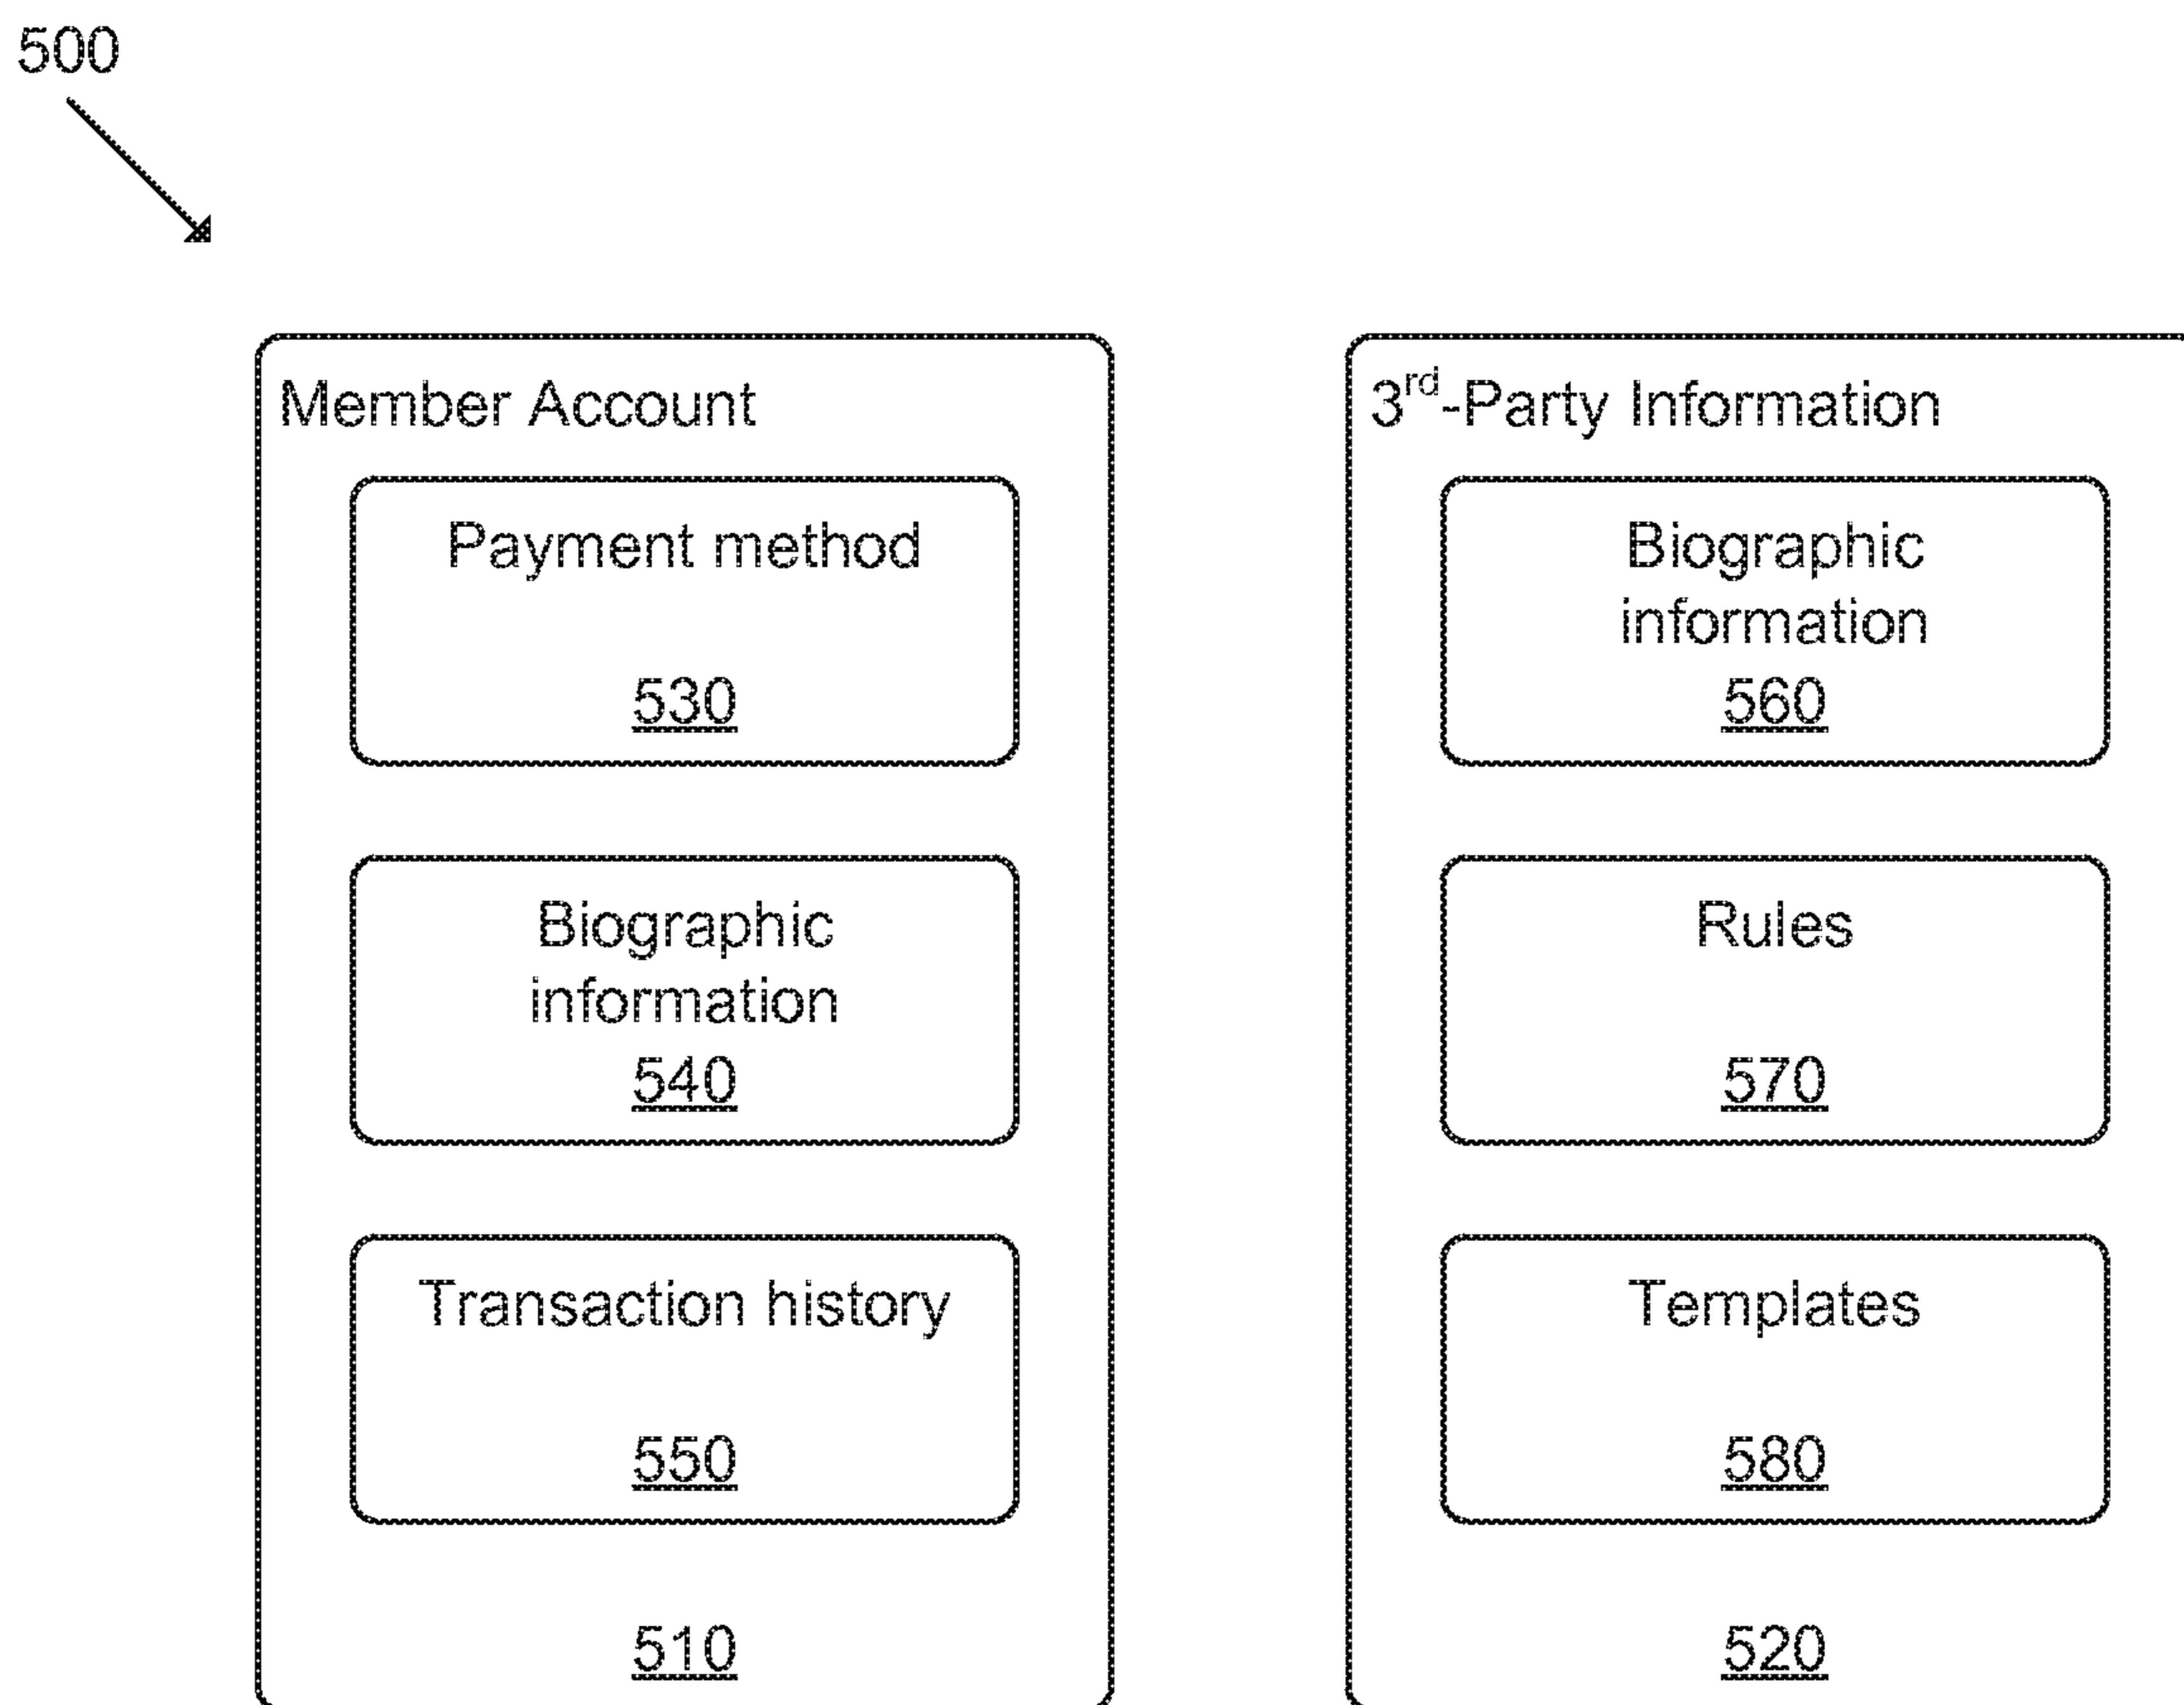 500
Member Account
Payment method
530
Biographic
information
540
Transaction history
550
510
3rd-Party Information
Biographic
information
560
Rules
570
Templates
580
520